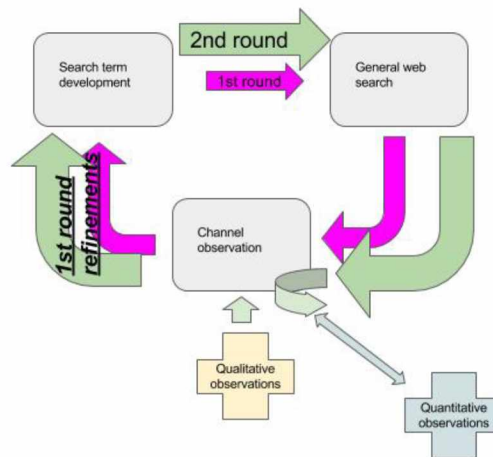 2nd round
Search term
development
1st round
General web
search
1st round
refinements
Channel
observation
Qualitative
observations
Quantitative
observations